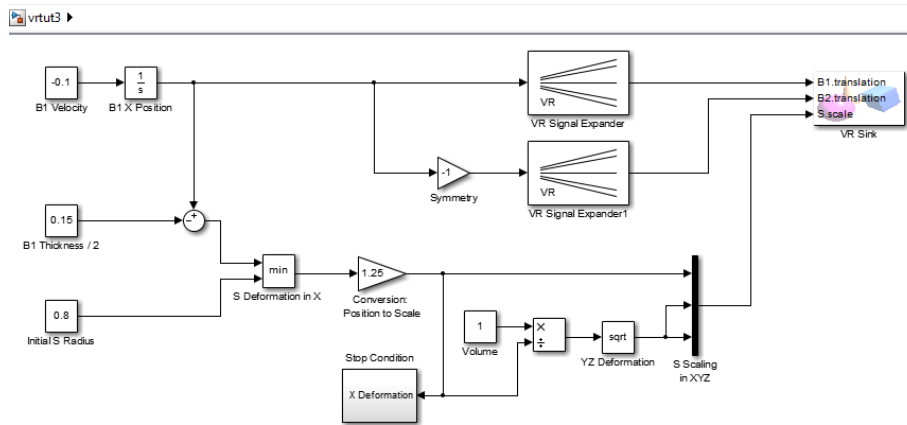 vrtut3
-0.1
B1 Velocity
1
s
B1 X Position
VR
VR Signal Expander
B1.translation
B2.translation
S.scale
VR Sink
-1
Symmetry
VR
VR Signal Expander1
0.15
B1 Thickness / 2
- +
min
S Deformation in X
1.25
Conversion:
Position to Scale
0.8
Initial S Radius
1
Volume
×
÷
sqrt
YZ Deformation
S Scaling
in XYZ
Stop Condition
X Deformation